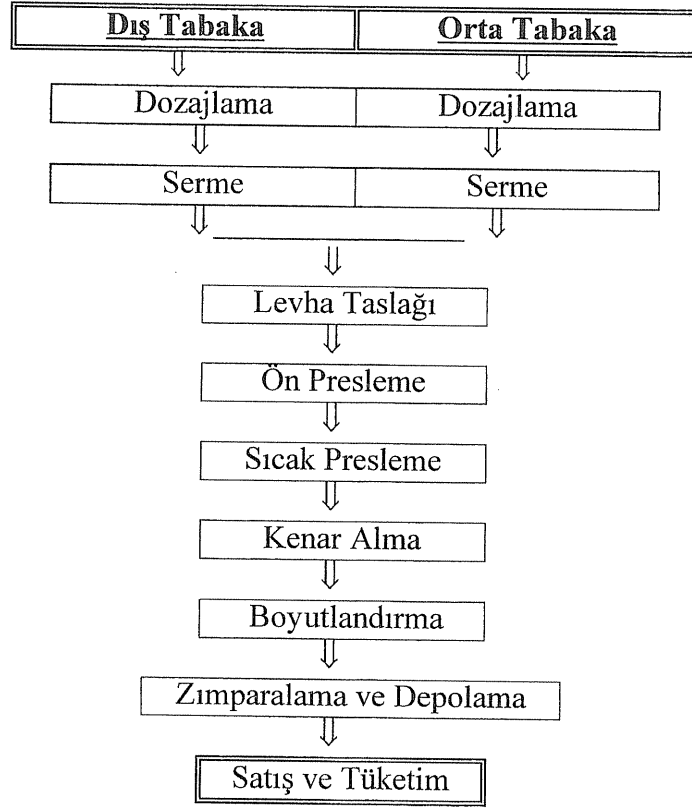 Dış Tabaka Orta Tabaka
Dozajlama Dozajlama
Serme Serme
Levha Taslağı
Ön Presleme
Sıcak Presleme
Kenar Alma
Boyutlandırma
Zımparalama ve Depolama
Satış ve Tüketim